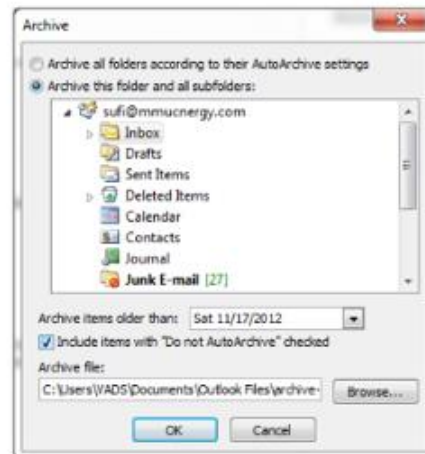 Archive
Archive all folders according to their AutoArchive settings
Archive this folder and all subfolders:
sufi@mmucnergy.com
Inbox
Drafts
Sent Items
Deleted Items
Calendar
Contacts
Journal
Junk E-mail [27]
Archive items older than: Sat 11/17/2012
Include items with "Do not AutoArchive" checked
Archive file:
C:\Users\YADS\Documents\Outlook Files\archive- Browse...
OK Cancel